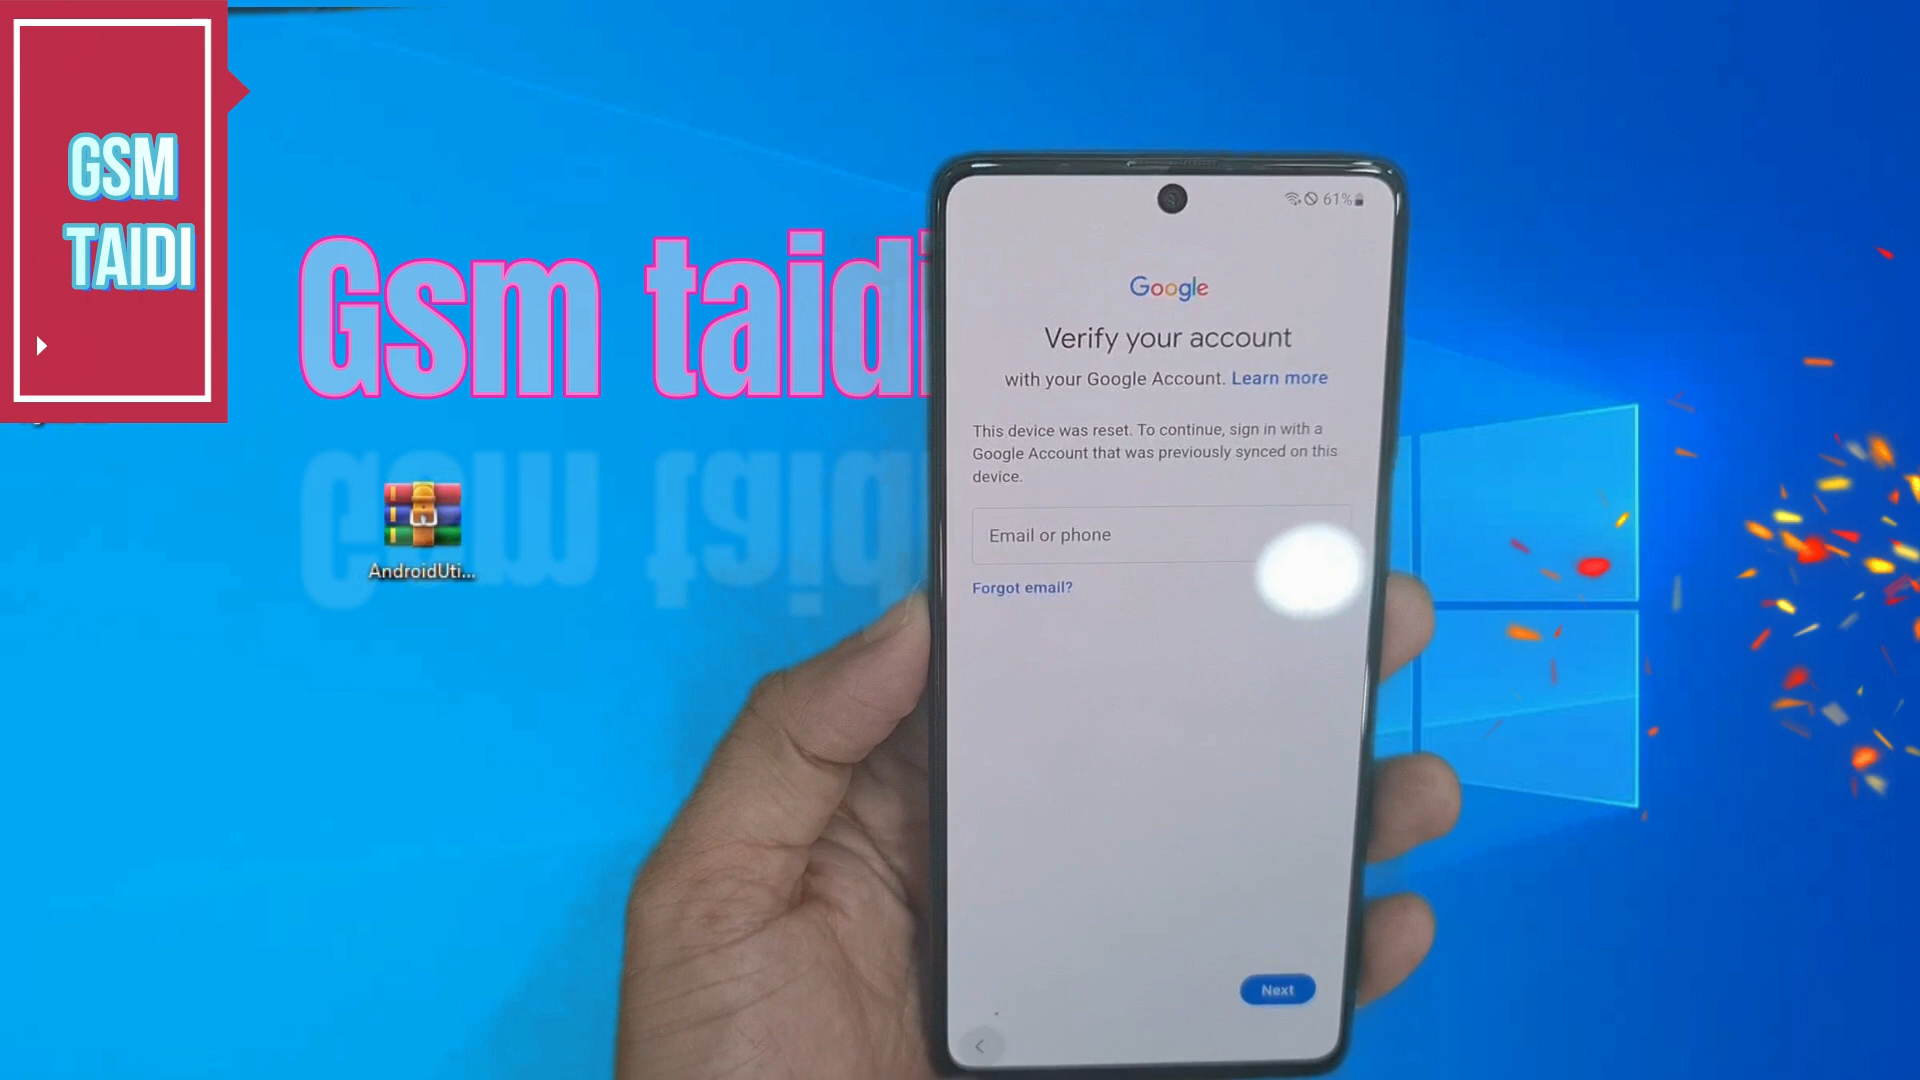 GSM
TAIDI
Gsm taidi
AndroidUti...
61%
Google
Verify your account
with your Google Account. Learn more
This device was reset. To continue, sign in with a
Google Account that was previously synced on this
device.
Email or phone
Forgot email?
Next